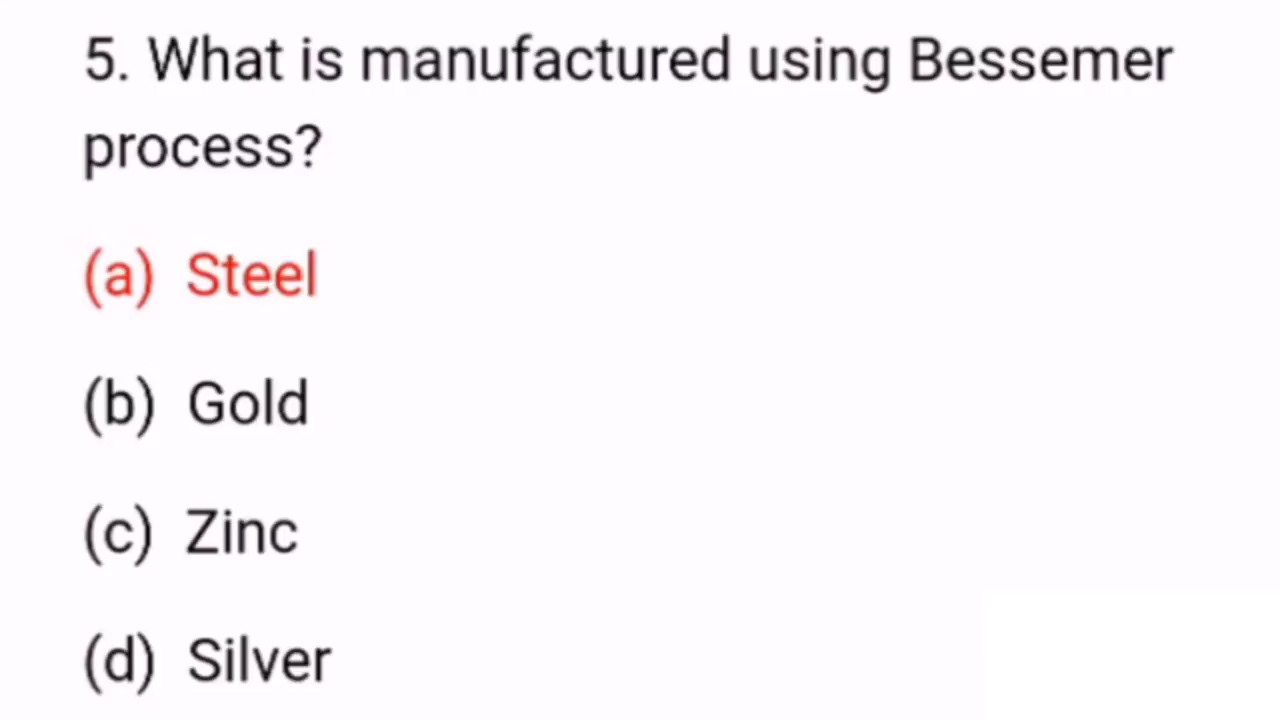 5. What is manufactured using Bessemer
process?
(a) Steel
(b) Gold
(c) Zinc
(d) Silver